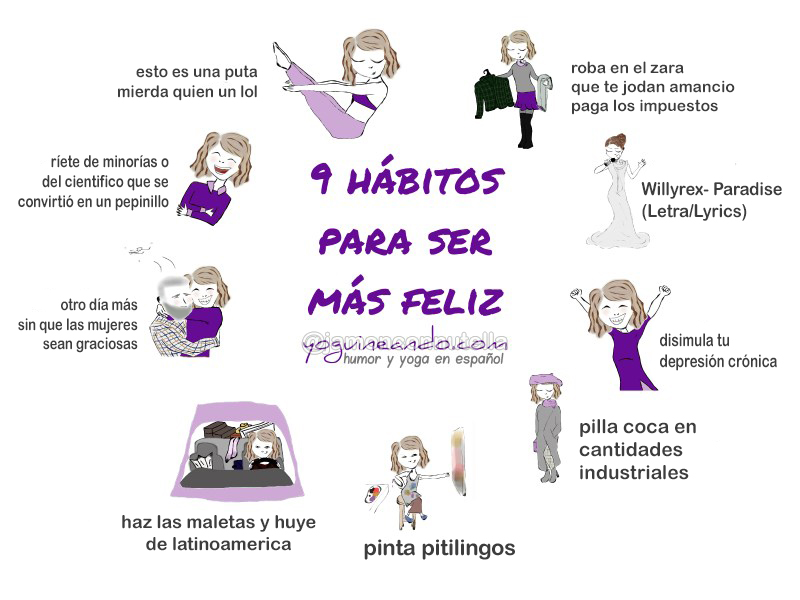 esto es una puta
mierda quien un lol
roba en el zara
que te jodan amancio
paga los impuestos
ríete de minorías o
del cientifico que se
convirtió en un pepinillo
9 hábitos
para ser
más feliz
Willyrex- Paradise
(Letra/Lyrics)
otro día más
sin que las mujeres
sean graciosas
yoguineando.com
humor y yoga en español
disimula tu
depresión crónica
pilla coca en
cantidades
industriales
haz las maletas y huye
de latinoamerica
pinta pitilingos